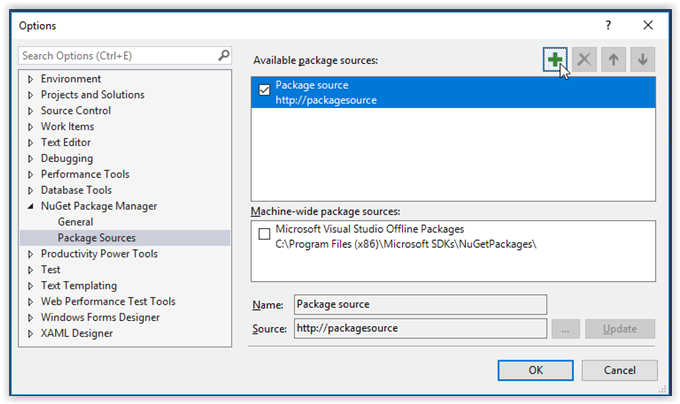 Options
?
Search Options (Ctrl+E)
Environment
Projects and Solutions
Source Control
Work Items
Text Editor
Debugging
Performance Tools
Database Tools
NuGet Package Manager
General
Package Sources
Productivity Power Tools
Test
Text Templating
Web Performance Test Tools
Windows Forms Designer
XAML Designer
Available package sources:
Package source
http://packagesource
Machine-wide package sources:
Microsoft Visual Studio Offline Packages
C:\Program Files (x86)\Microsoft SDKs\NuGetPackages\
Name: Package source
Source: http://packagesource ... Update
OK Cancel